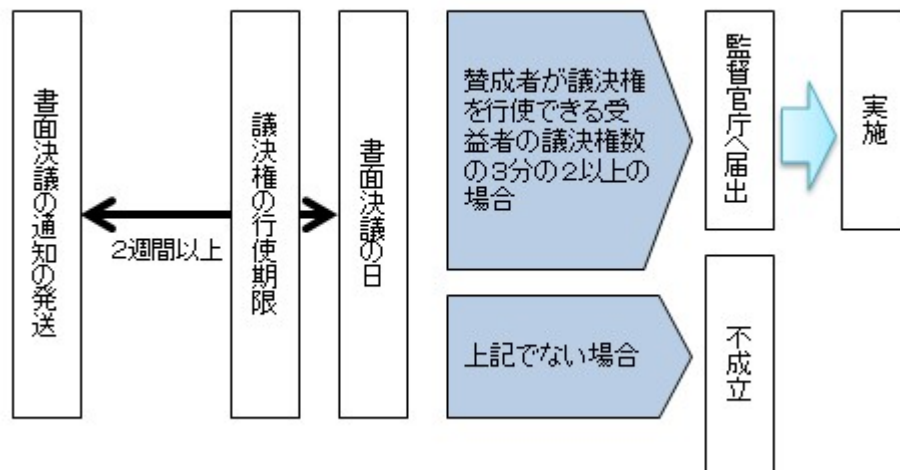 書面決議の通知の発送
2週間以上
議決権の行使期限
書面決議の日
賛成者が議決権
を行使できる受
益者の議決権数
の3分の2以上の
場合
監督官庁へ届出
実施
上記でない場合
不成立